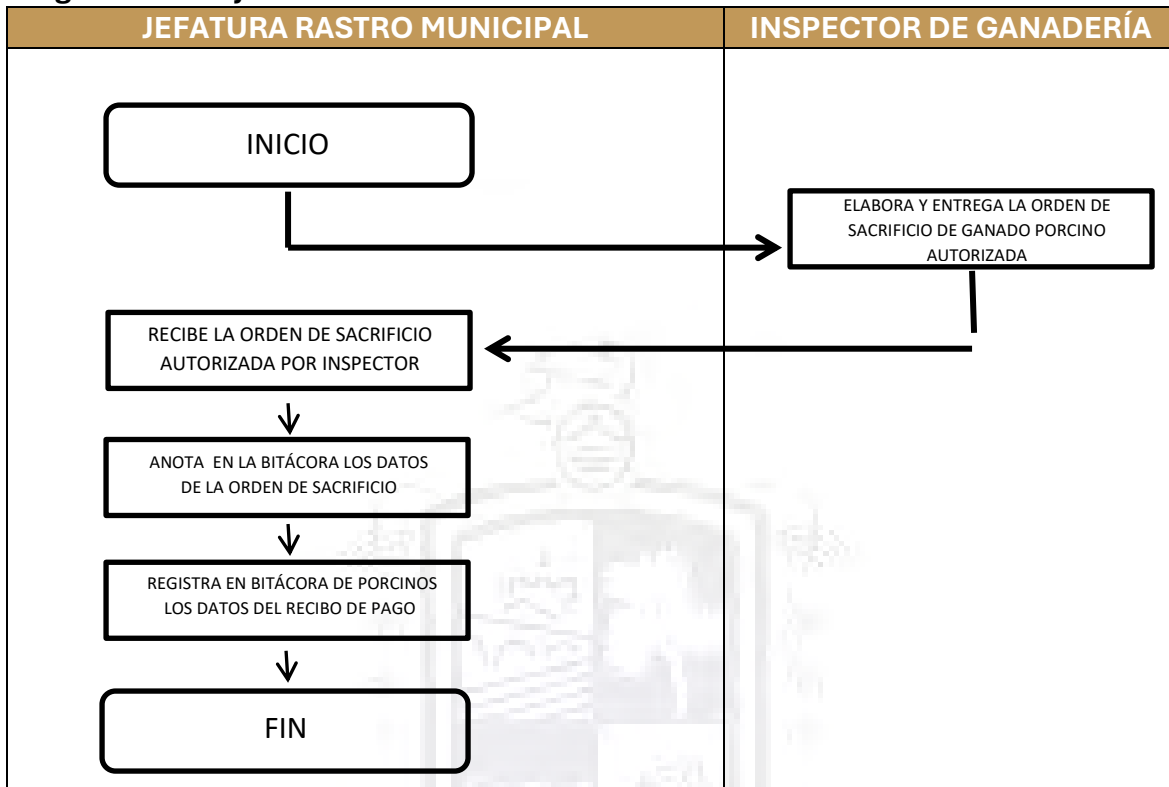 JEFATURA RASTRO MUNICIPAL
INSPECTOR DE GANADERÍA
INICIO
ELABORA Y ENTREGA LA ORDEN DE
SACRIFICIO DE GANADO PORCINO
AUTORIZADA
RECIBE LA ORDEN DE SACRIFICIO
AUTORIZADA POR INSPECTOR
ANOTA EN LA BITÁCORA LOS DATOS
DE LA ORDEN DE SACRIFICIO
REGISTRA EN BITÁCORA DE PORCINOS
LOS DATOS DEL RECIBO DE PAGO
FIN